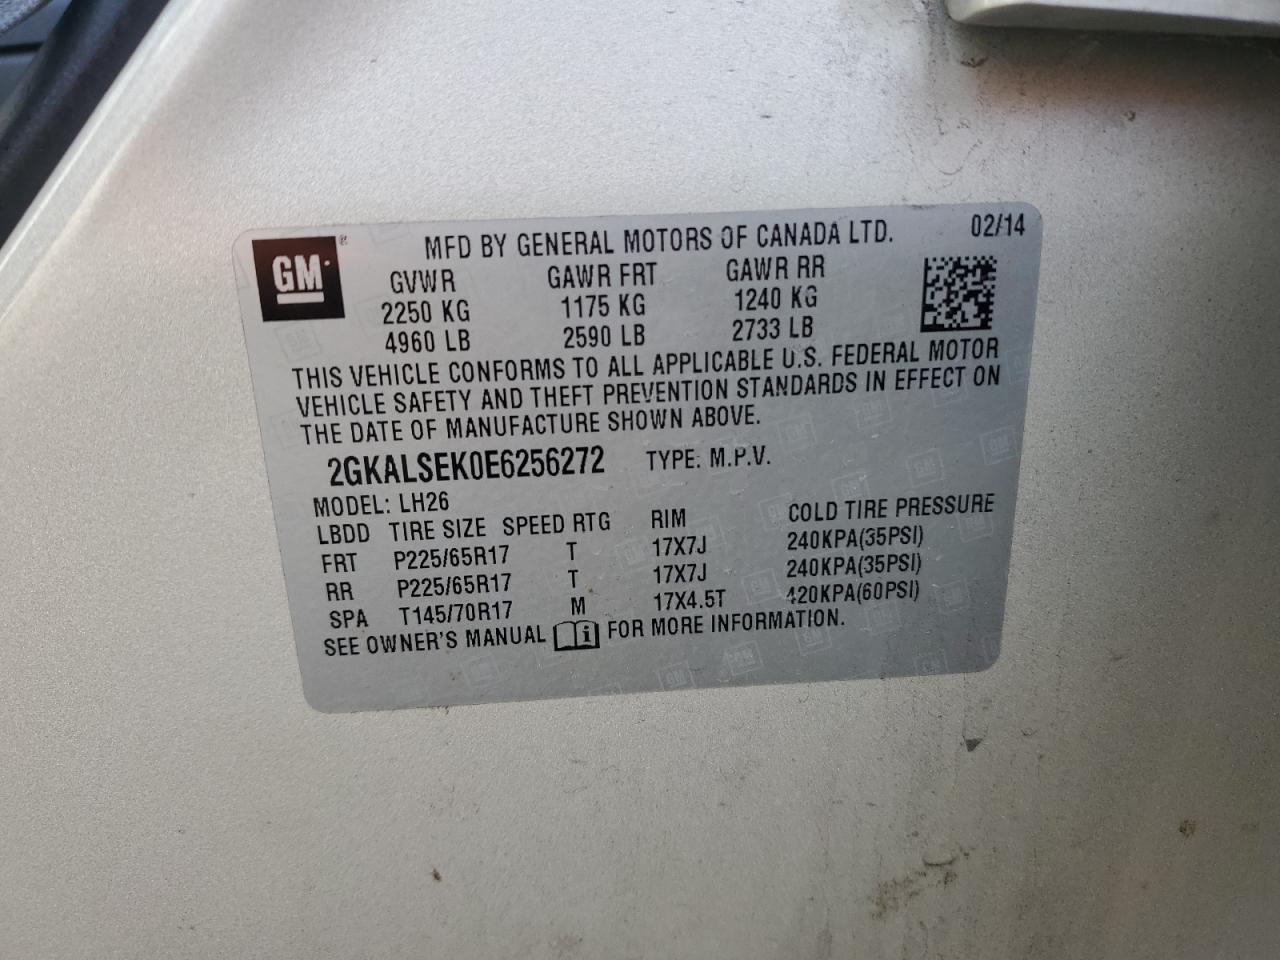 GM
MFD BY GENERAL MOTORS OF CANADA LTD. 02/14
GVWR GAWR FRT GAWR RR
2250 KG 1175 KG 1240 KG
4960 LB 2590 LB 2733 LB
THIS VEHICLE CONFORMS TO ALL APPLICABLE U.S. FEDERAL MOTOR
VEHICLE SAFETY AND THEFT PREVENTION STANDARDS IN EFFECT ON
THE DATE OF MANUFACTURE SHOWN ABOVE.
2GKALSEK0E6256272 TYPE: M.P.V.
MODEL: LH26
LBDD TIRE SIZE SPEED RTG RIM COLD TIRE PRESSURE
FRT P225/65R17 T 17X7J 240KPA(35PSI)
RR P225/65R17 T 17X7J 240KPA(35PSI)
SPA T145/70R17 M 17X4.5T 420KPA(60PSI)
SEE OWNER'S MANUAL i FOR MORE INFORMATION.